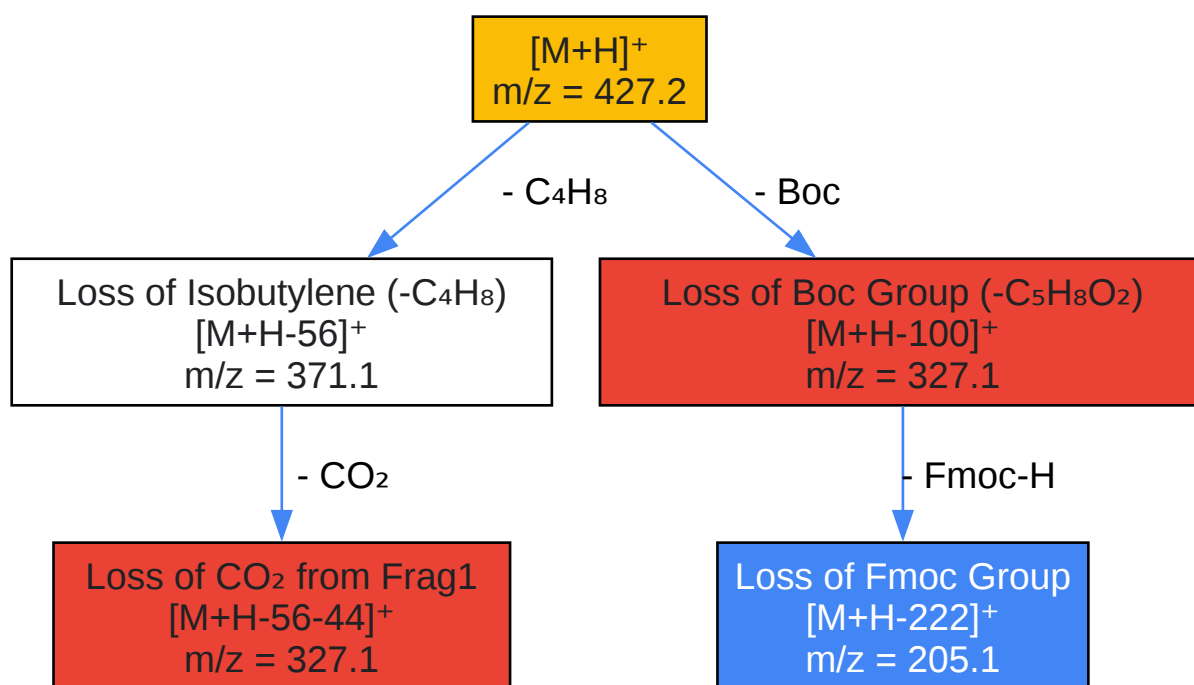 [M+H]⁺
m/z = 427.2
- C₄H₈
- Boc
Loss of Isobutylene (-C₄H₈)
[M+H-56]⁺
m/z = 371.1
Loss of Boc Group (-C₅H₈O₂)
[M+H-100]⁺
m/z = 327.1
- CO₂
- Fmoc-H
Loss of CO₂ from Frag1
[M+H-56-44]⁺
m/z = 327.1
Loss of Fmoc Group
[M+H-222]⁺
m/z = 205.1